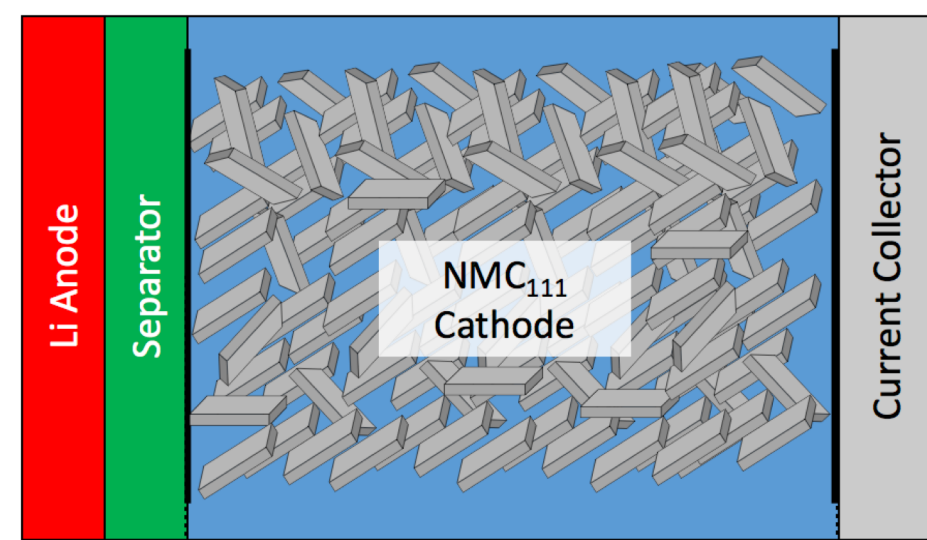 Li Anode
Separator
NMC₁₁₁
Cathode
Current Collector